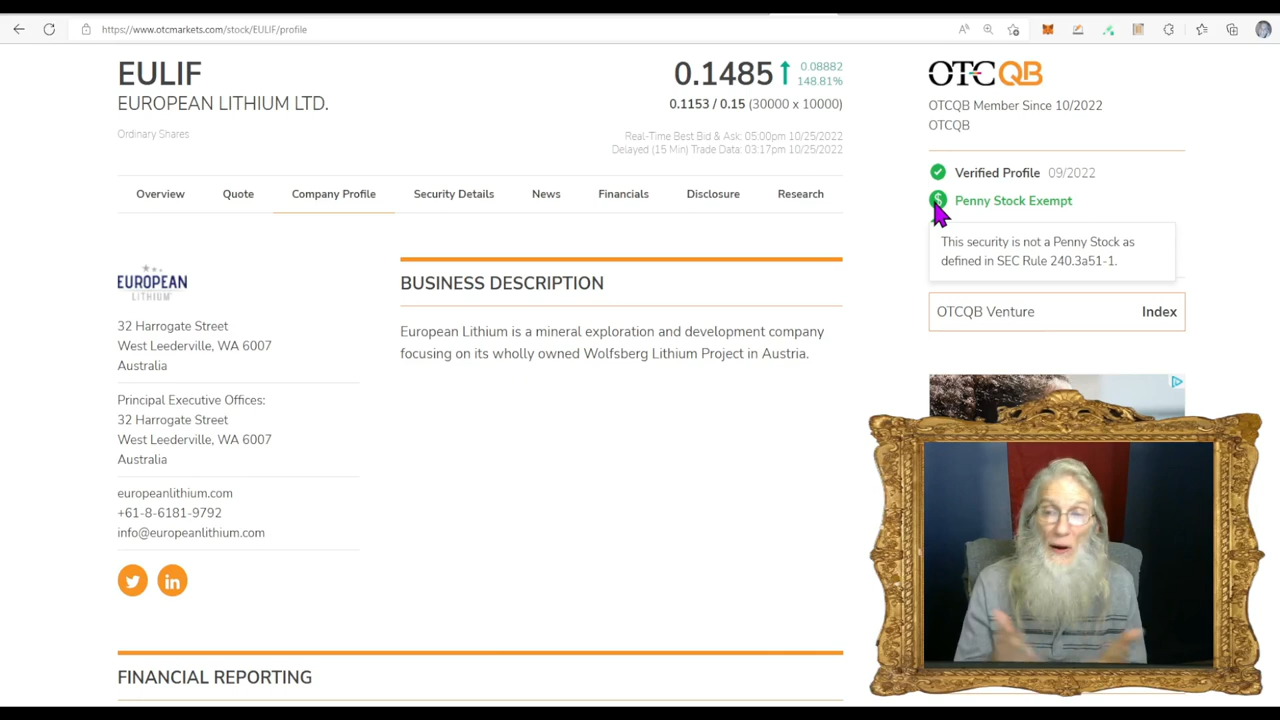 https://www.otcmarkets.com/stock/EULIF/profile
EULIF
EUROPEAN LITHIUM LTD.
Ordinary Shares
0.1485
0.08882
148.81%
0.1153 / 0.15 (30000 x 10000)
Real-Time Best Bid & Ask: 05:00pm 10/25/2022
Delayed (15 Min) Trade Data: 03:17pm 10/25/2022
OTCQB
OTCQB Member Since 10/2022
OTCQB
Verified Profile 09/2022
$ Penny Stock Exempt
This security is not a Penny Stock as
defined in SEC Rule 240.3a51-1.
OTCQB Venture Index
Overview Quote Company Profile Security Details News Financials Disclosure Research
EUROPEAN
LITHIUM
32 Harrogate Street
West Leederville, WA 6007
Australia
Principal Executive Offices:
32 Harrogate Street
West Leederville, WA 6007
Australia
europeanlithium.com
+61-8-6181-9792
info@europeanlithium.com
in
BUSINESS DESCRIPTION
European Lithium is a mineral exploration and development company
focusing on its wholly owned Wolfsberg Lithium Project in Austria.
FINANCIAL REPORTING